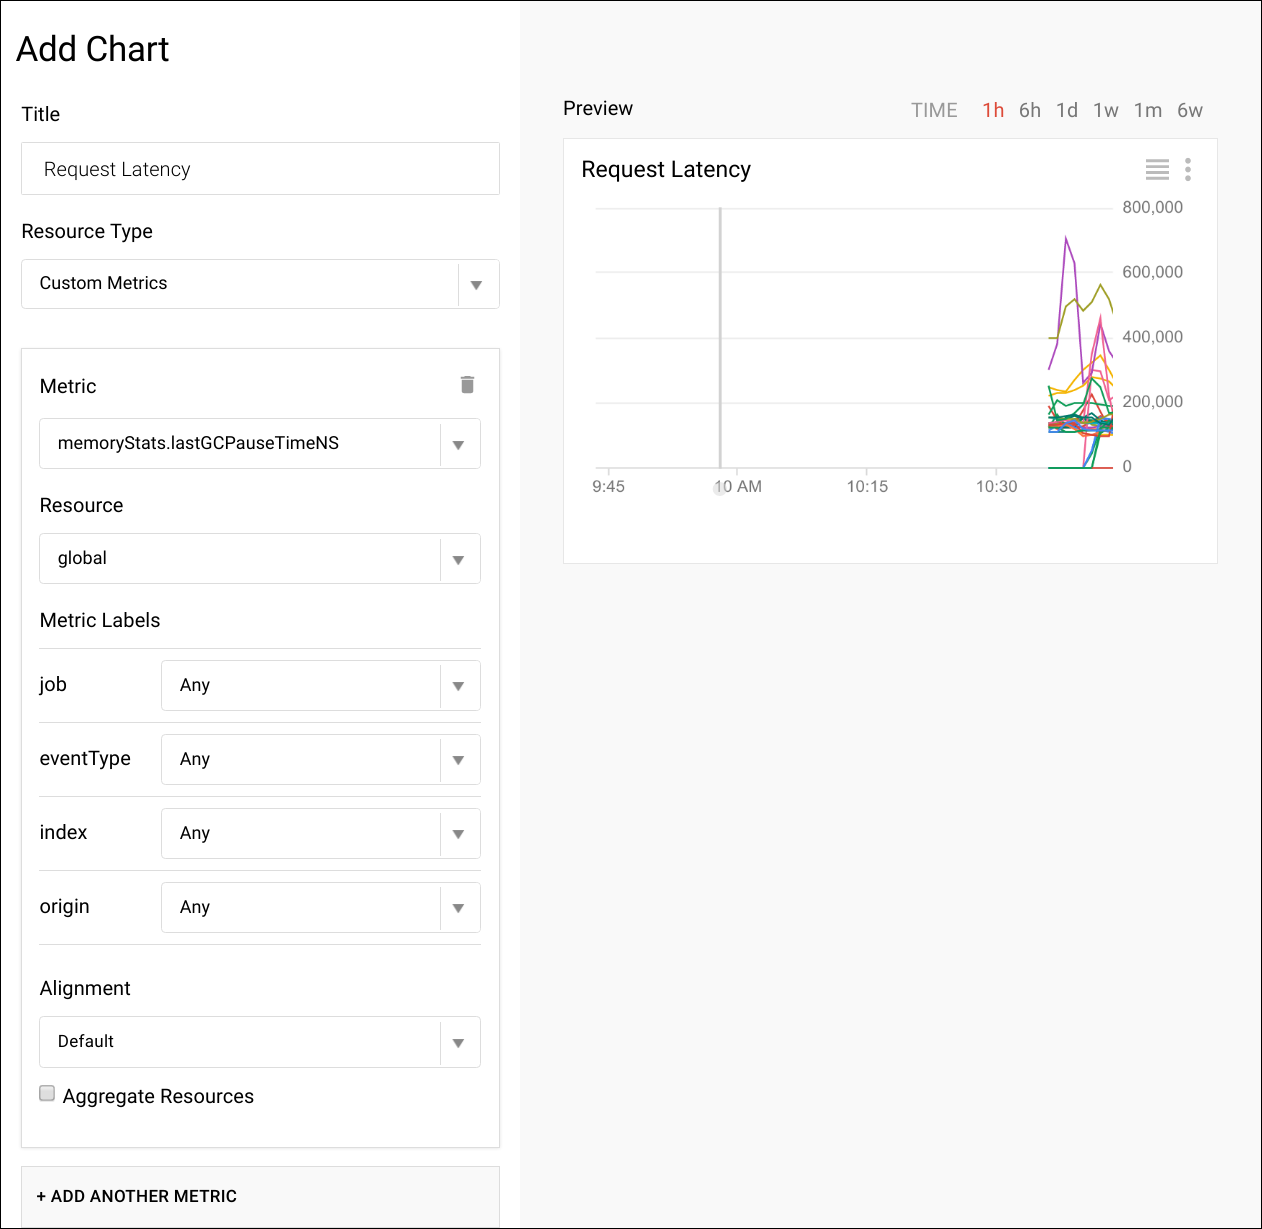 Add Chart
Title
Request Latency
Resource Type
Custom Metrics
Metric
memoryStats.lastGCPauseTimeNS
Resource
global
Metric Labels
job Any
eventType Any
index Any
origin Any
Alignment
Default
Aggregate Resources
+ ADD ANOTHER METRIC
Preview TIME 1h 6h 1d 1w 1m 6w
Request Latency
800,000
600,000
400,000
200,000
0
9:45 10 AM 10:15 10:30